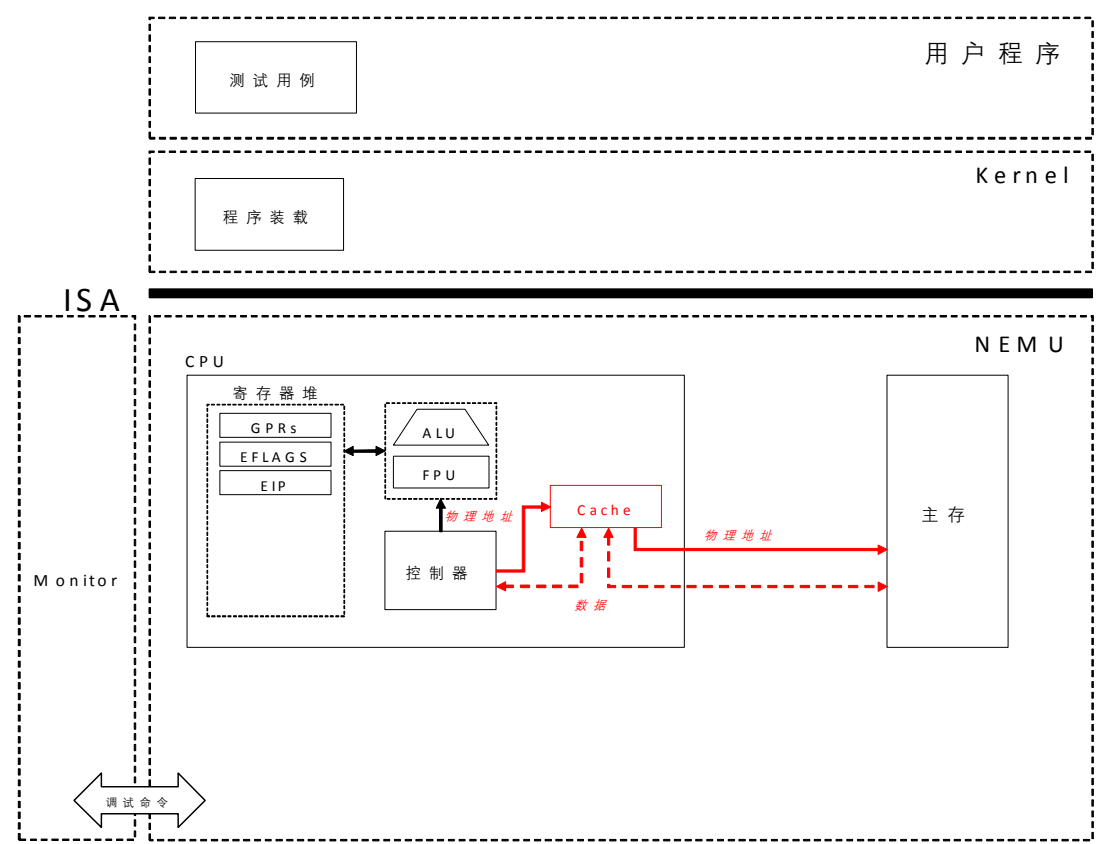 用户程序
测试用例
Kernel
程序装载
ISA
NEMU
CPU
寄存器堆
GPRs
EFLAGS
EIP
ALU
FPU
物理地址
Cache
控制器
数据
物理地址
主存
Monitor
调试命令